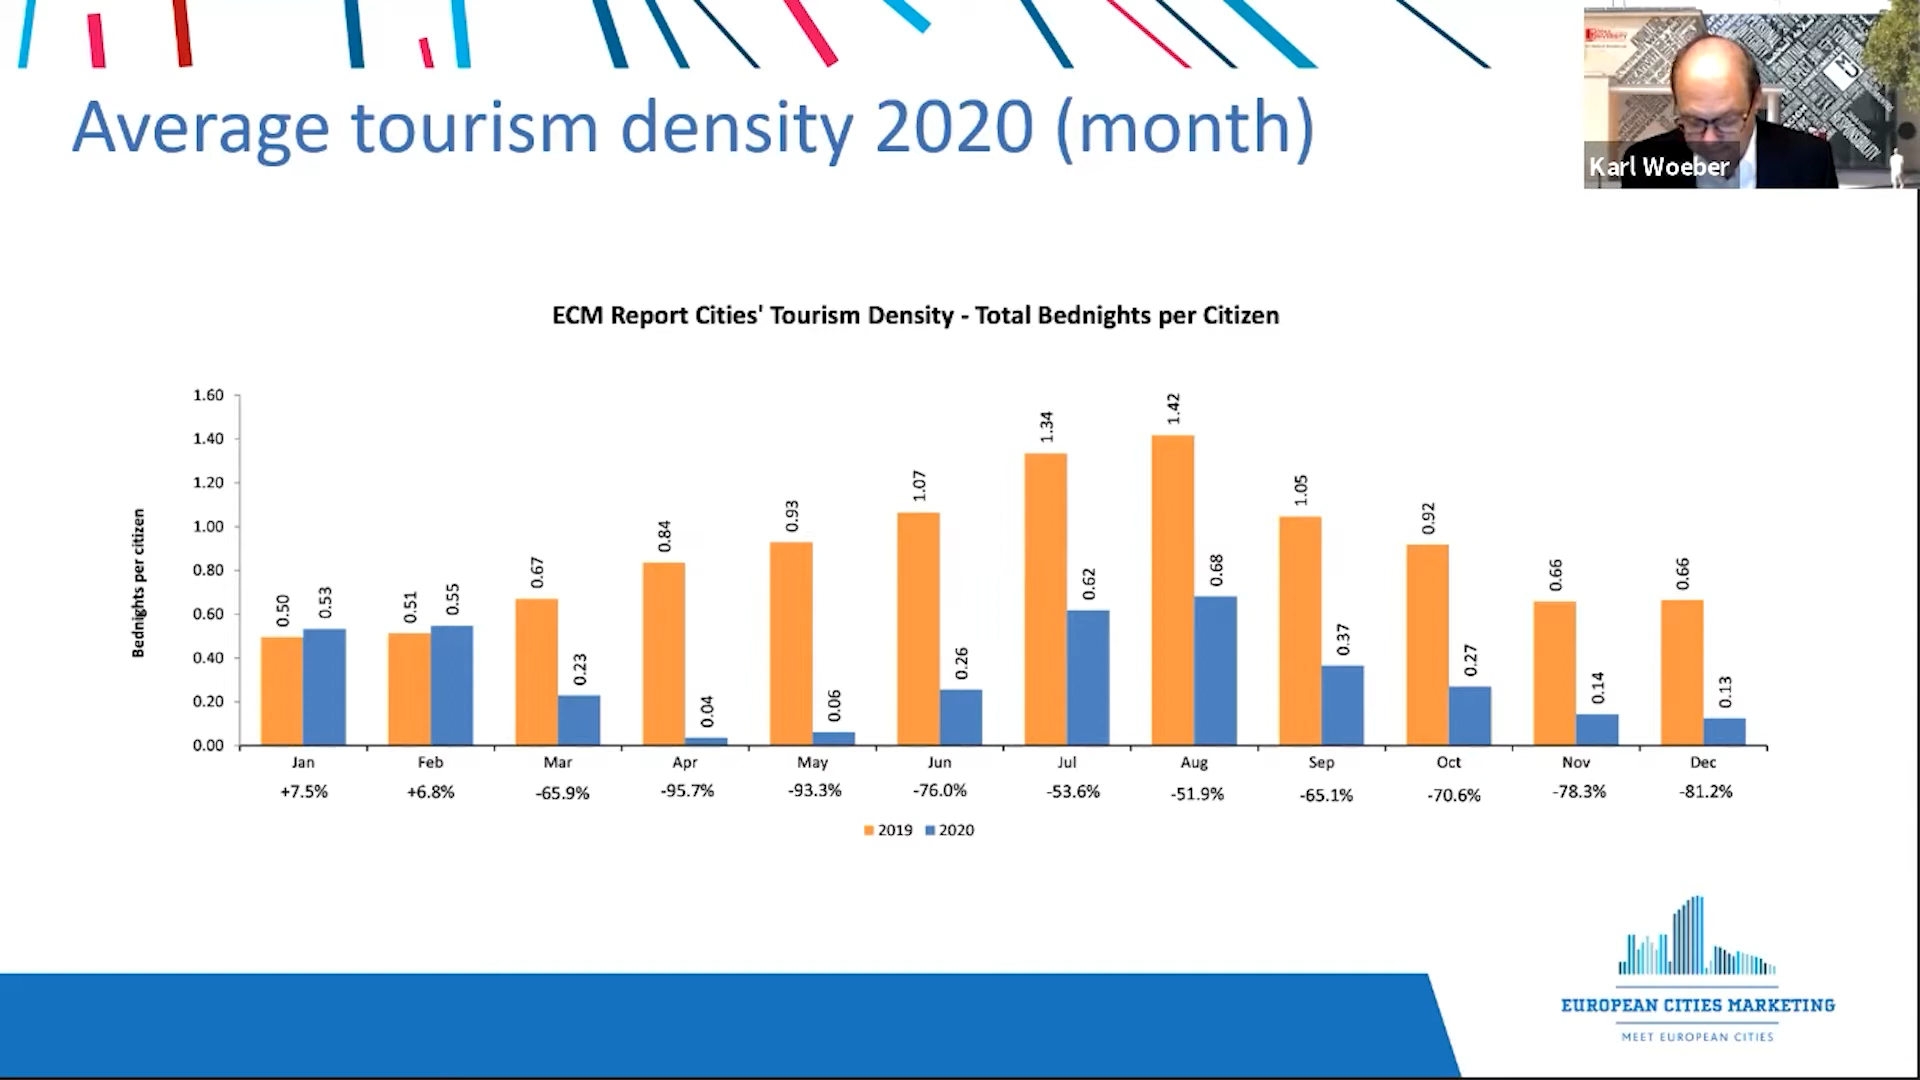 Average tourism density 2020 (month)
Karl Woeber
ECM Report Cities' Tourism Density - Total Bednights per Citizen
Bednights per citizen
1.60
1.40
1.20
1.00
0.80
0.60
0.40
0.20
0.00
0.50 0.53 0.51 0.55 0.67 0.23 0.84 0.04 0.93 0.06 1.07 0.26 1.34 0.62 1.42 0.68 1.05 0.37 0.92 0.27 0.66 0.14 0.66 0.13
Jan Feb Mar Apr May Jun Jul Aug Sep Oct Nov Dec
+7.5% +6.8% -65.9% -95.7% -93.3% -76.0% -53.6% -51.9% -65.1% -70.6% -78.3% -81.2%
2019 2020
EUROPEAN CITIES MARKETING
MEET EUROPEAN CITIES